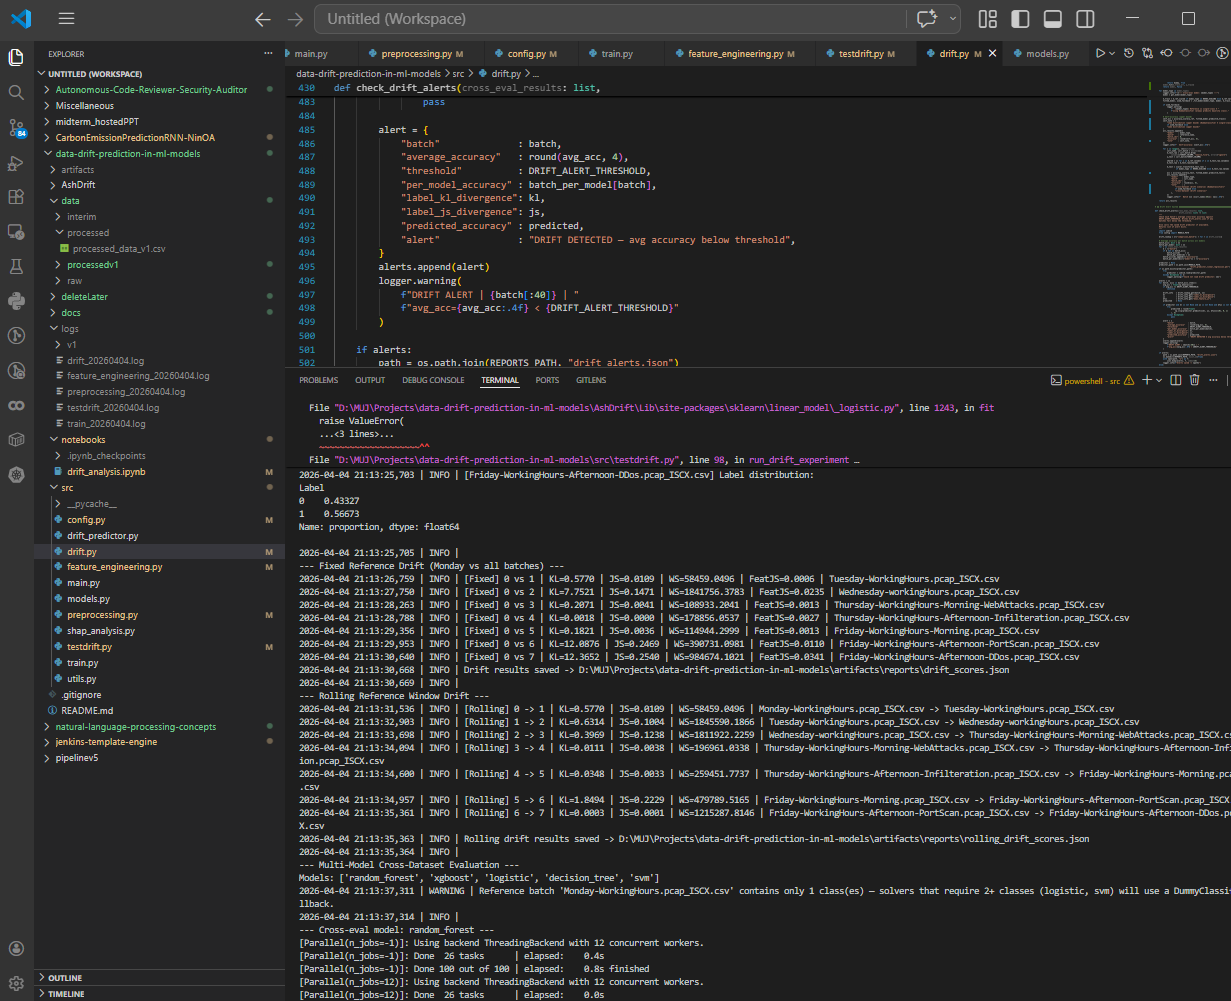 Untitled (Workspace)
EXPLORER
UNTITLED (WORKSPACE)
Autonomous-Code-Reviewer-Security-Auditor
Miscellaneous
midterm_hostedPPT
CarbonEmissionPredictionRNN-NinOA
data-drift-prediction-in-ml-models
artifacts
AshDrift
data
interim
processed
processed_data_v1.csv
processedv1
raw
deleteLater
docs
logs
v1
drift_20260404.log
feature_engineering_20260404.log
preprocessing_20260404.log
testdrift_20260404.log
train_20260404.log
notebooks
.ipynb_checkpoints
drift_analysis.ipynb M
src
__pycache__
config.py M
drift_predictor.py
drift.py M
feature_engineering.py M
main.py
models.py
preprocessing.py M
shap_analysis.py
testdrift.py M
train.py
utils.py
.gitignore
README.md
natural-language-processing-concepts
jenkins-template-engine
pipelinev5
OUTLINE
TIMELINE
84
main.py preprocessing.py M config.py M train.py feature_engineering.py M testdrift.py M drift.py M models.py
data-drift-prediction-in-ml-models > src > drift.py > ...
430 def check_drift_alerts(cross_eval_results: list,
483 pass
484
485 alert = {
486 "batch" : batch,
487 "average_accuracy" : round(avg_acc, 4),
488 "threshold" : DRIFT_ALERT_THRESHOLD,
489 "per_model_accuracy" : batch_per_model[batch],
490 "label_kl_divergence": kl,
491 "label_js_divergence": js,
492 "predicted_accuracy" : predicted,
493 "alert" : "DRIFT DETECTED — avg accuracy below threshold",
494 }
495 alerts.append(alert)
496 logger.warning(
497 f"DRIFT ALERT | {batch[:40]} | "
498 f"avg_acc={avg_acc:.4f} < {DRIFT_ALERT_THRESHOLD}"
499 )
500
501 if alerts:
502 path = os.path.join(REPORTS_PATH, "drift_alerts.json")
PROBLEMS OUTPUT DEBUG CONSOLE TERMINAL PORTS GITLENS
powershell - src
File "D:\MUJ\Projects\data-drift-prediction-in-ml-models\AshDrift\Lib\site-packages\sklearn\linear_model\_logistic.py", line 1243, in fit
raise ValueError(
...<3 lines>...
~~~~~~~~~~~~~~~~~~~~^^
File "D:\MUJ\Projects\data-drift-prediction-in-ml-models\src\testdrift.py", line 98, in run_drift_experiment …
2026-04-04 21:13:25,703 | INFO | [Friday-WorkingHours-Afternoon-DDos.pcap_ISCX.csv] Label distribution:
Label
0 0.43327
1 0.56673
Name: proportion, dtype: float64
2026-04-04 21:13:25,705 | INFO |
--- Fixed Reference Drift (Monday vs all batches) ---
2026-04-04 21:13:26,759 | INFO | [Fixed] 0 vs 1 | KL=0.5770 | JS=0.0109 | WS=58459.0496 | FeatJS=0.0006 | Tuesday-WorkingHours.pcap_ISCX.csv
2026-04-04 21:13:27,750 | INFO | [Fixed] 0 vs 2 | KL=7.7521 | JS=0.1471 | WS=1841756.3783 | FeatJS=0.0235 | Wednesday-workingHours.pcap_ISCX.csv
2026-04-04 21:13:28,263 | INFO | [Fixed] 0 vs 3 | KL=0.2071 | JS=0.0041 | WS=108933.2041 | FeatJS=0.0013 | Thursday-WorkingHours-Morning-WebAttacks.pcap_ISCX.csv
2026-04-04 21:13:28,788 | INFO | [Fixed] 0 vs 4 | KL=0.0018 | JS=0.0000 | WS=178856.0537 | FeatJS=0.0027 | Thursday-WorkingHours-Afternoon-Infilteration.pcap_ISCX.csv
2026-04-04 21:13:29,356 | INFO | [Fixed] 0 vs 5 | KL=0.1821 | JS=0.0036 | WS=114944.2999 | FeatJS=0.0013 | Friday-WorkingHours-Morning.pcap_ISCX.csv
2026-04-04 21:13:29,953 | INFO | [Fixed] 0 vs 6 | KL=12.0876 | JS=0.2469 | WS=390731.0981 | FeatJS=0.0110 | Friday-WorkingHours-Afternoon-PortScan.pcap_ISCX.csv
2026-04-04 21:13:30,640 | INFO | [Fixed] 0 vs 7 | KL=12.3652 | JS=0.2540 | WS=984674.1021 | FeatJS=0.0341 | Friday-WorkingHours-Afternoon-DDos.pcap_ISCX.csv
2026-04-04 21:13:30,668 | INFO | Drift results saved -> D:\MUJ\Projects\data-drift-prediction-in-ml-models\artifacts\reports\drift_scores.json
2026-04-04 21:13:30,669 | INFO |
--- Rolling Reference Window Drift ---
2026-04-04 21:13:31,536 | INFO | [Rolling] 0 -> 1 | KL=0.5770 | JS=0.0109 | WS=58459.0496 | Monday-WorkingHours.pcap_ISCX.csv -> Tuesday-WorkingHours.pcap_ISCX.csv
2026-04-04 21:13:32,903 | INFO | [Rolling] 1 -> 2 | KL=0.6314 | JS=0.1004 | WS=1845590.1866 | Tuesday-WorkingHours.pcap_ISCX.csv -> Wednesday-workingHours.pcap_ISCX.csv
2026-04-04 21:13:33,698 | INFO | [Rolling] 2 -> 3 | KL=0.3969 | JS=0.1238 | WS=1811922.2259 | Wednesday-workingHours.pcap_ISCX.csv -> Thursday-WorkingHours-Morning-WebAttacks.pcap_ISCX.cs
2026-04-04 21:13:34,094 | INFO | [Rolling] 3 -> 4 | KL=0.0111 | JS=0.0038 | WS=196961.0338 | Thursday-WorkingHours-Morning-WebAttacks.pcap_ISCX.csv -> Thursday-WorkingHours-Afternoon-Infi
ion.pcap_ISCX.csv
2026-04-04 21:13:34,600 | INFO | [Rolling] 4 -> 5 | KL=0.0348 | JS=0.0033 | WS=259451.7737 | Thursday-WorkingHours-Afternoon-Infilteration.pcap_ISCX.csv -> Friday-WorkingHours-Morning.pca
.csv
2026-04-04 21:13:34,957 | INFO | [Rolling] 5 -> 6 | KL=1.8494 | JS=0.2229 | WS=479789.5165 | Friday-WorkingHours-Morning.pcap_ISCX.csv -> Friday-WorkingHours-Afternoon-PortScan.pcap_ISCX.cs
2026-04-04 21:13:35,361 | INFO | [Rolling] 6 -> 7 | KL=0.0003 | JS=0.0001 | WS=1215287.8146 | Friday-WorkingHours-Afternoon-PortScan.pcap_ISCX.csv -> Friday-WorkingHours-Afternoon-DDos.pc
X.csv
2026-04-04 21:13:35,363 | INFO | Rolling drift results saved -> D:\MUJ\Projects\data-drift-prediction-in-ml-models\artifacts\reports\rolling_drift_scores.json
2026-04-04 21:13:35,364 | INFO |
--- Multi-Model Cross-Dataset Evaluation ---
Models: ['random_forest', 'xgboost', 'logistic', 'decision_tree', 'svm']
2026-04-04 21:13:37,311 | WARNING | Reference batch 'Monday-WorkingHours.pcap_ISCX.csv' contains only 1 class(es) — solvers that require 2+ classes (logistic, svm) will use a DummyClassi
llback.
2026-04-04 21:13:37,314 | INFO |
--- Cross-eval model: random_forest ---
[Parallel(n_jobs=-1)]: Using backend ThreadingBackend with 12 concurrent workers.
[Parallel(n_jobs=-1)]: Done 26 tasks | elapsed: 0.4s
[Parallel(n_jobs=-1)]: Done 100 out of 100 | elapsed: 0.8s finished
[Parallel(n_jobs=12)]: Using backend ThreadingBackend with 12 concurrent workers.
[Parallel(n_jobs=12)]: Done 26 tasks | elapsed: 0.0s